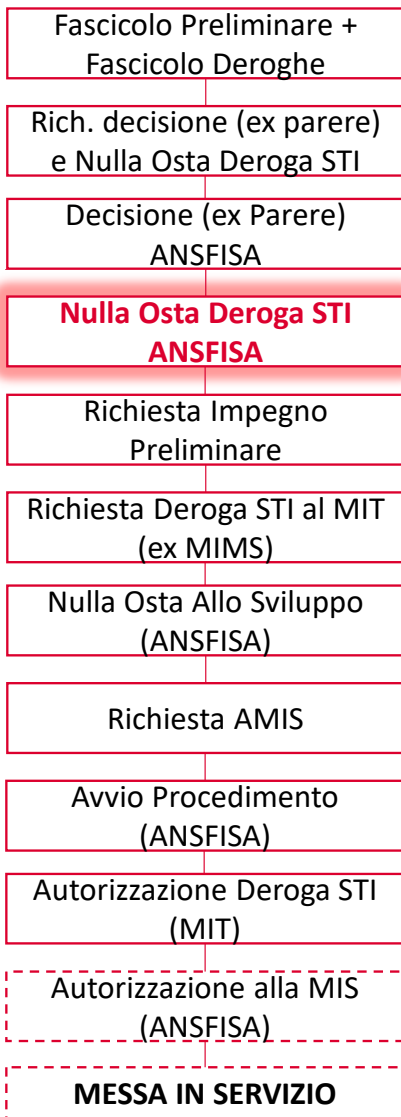 Fascicolo Preliminare +
Fascicolo Deroghe
Rich. decisione (ex parere)
e Nulla Osta Deroga STI
Decisione (ex Parere)
ANSFISA
Nulla Osta Deroga STI
ANSFISA
Richiesta Impegno
Preliminare
Richiesta Deroga STI al MIT
(ex MIMS)
Nulla Osta Allo Sviluppo
(ANSFISA)
Richiesta AMIS
Avvio Procedimento
(ANSFISA)
Autorizzazione Deroga STI
(MIT)
Autorizzazione alla MIS
(ANSFISA)
MESSA IN SERVIZIO